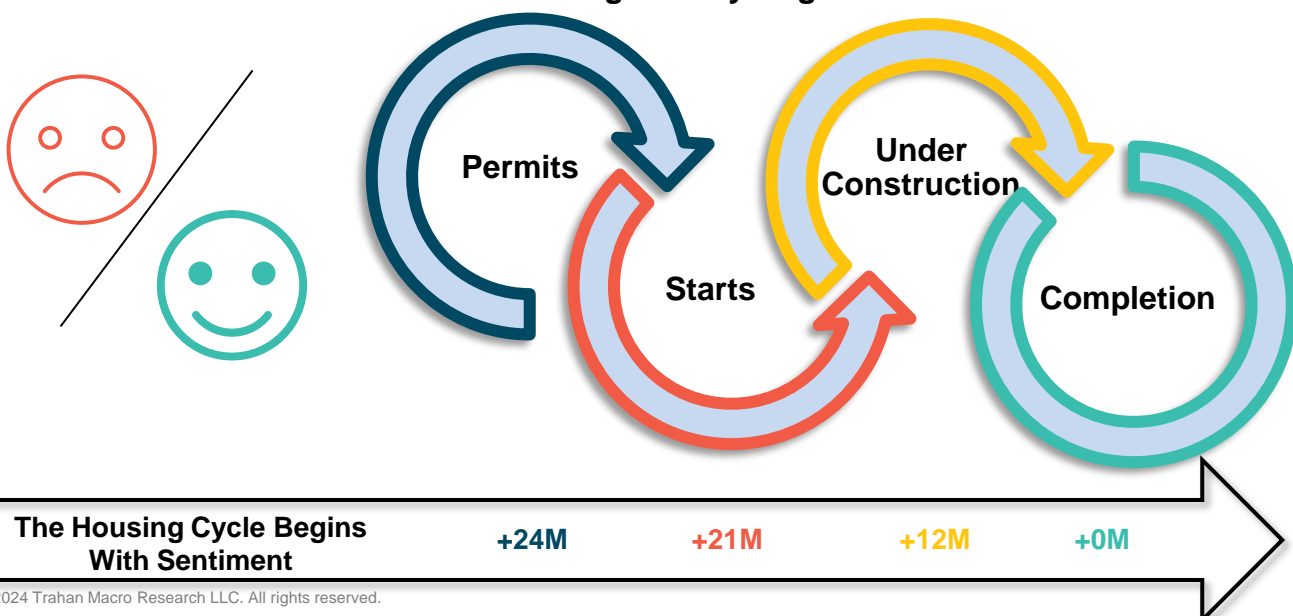 Permits
Under
Construction
Starts
Completion
The Housing Cycle Begins
With Sentiment
+24M
+21M
+12M
+0M
2024 Trahan Macro Research LLC. All rights reserved.